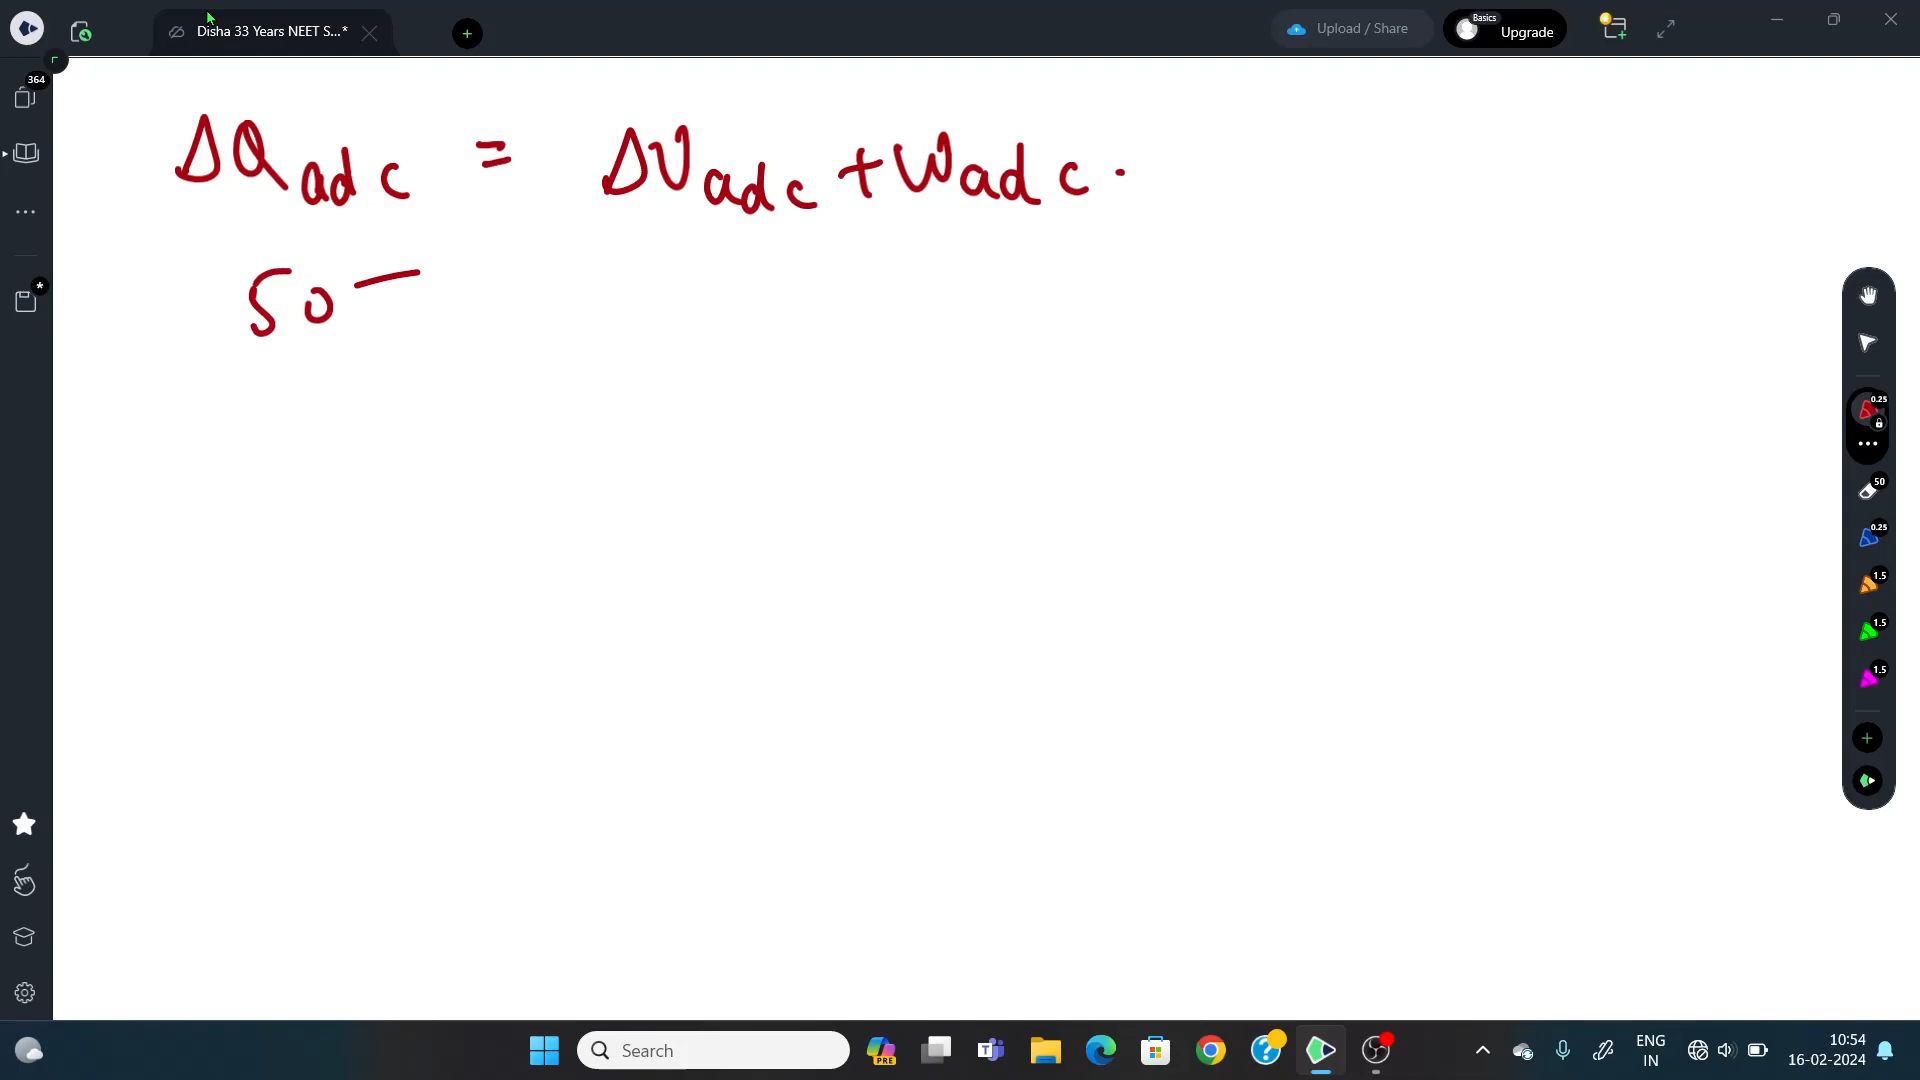 Disha 33 Years NEET S...*
Upload / Share
Basics
Upgrade
364
ΔQadc = ΔUadc + Wadc.
50 —
*
0.25
50
0.25
1.5
1.5
1.5
Search
PRE
ENG
IN
10:54
16-02-2024